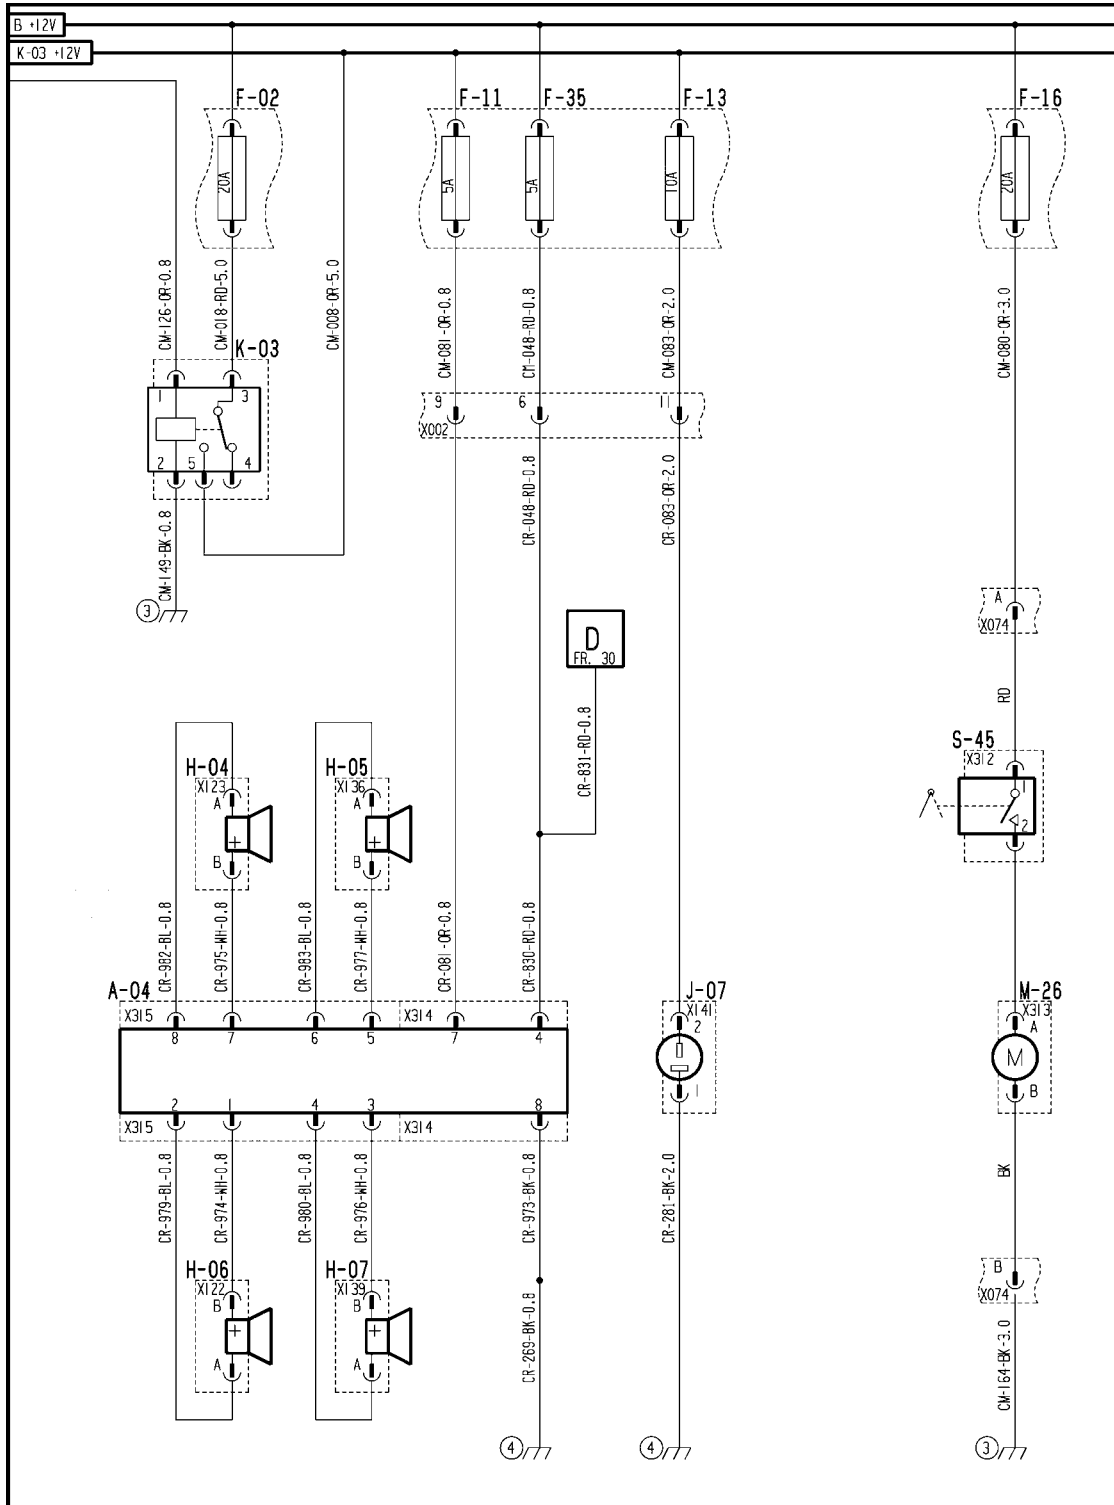 B +12V
K-03 +12V
F-02
F-11
F-35
F-13
F-16
20A
5A
5A
10A
20A
CM-126-OR-0.8
CM-018-RD-5.0
CM-008-OR-5.0
CM-081-OR-0.8
CM-048-RD-0.8
CM-083-OR-2.0
CM-080-OR-3.0
K-03
1
3
2
5
4
9
6
11
X002
CM-149-BK-0.8
CR-048-RD-0.8
CR-083-OR-2.0
3
A
X074
D
FR. 30
RD
CR-831-RD-0.8
S-45
X312
1
2
H-04
X123
A
+
B
H-05
X136
A
+
B
CR-982-BL-0.8
CR-975-WH-0.8
CR-983-BL-0.8
CR-977-WH-0.8
CR-081-OR-0.8
CR-830-RD-0.8
A-04
J-07
M-26
X315
X314
X141
X313
8
7
6
5
7
4
2
A
M
2
1
4
3
8
1
B
X315
X314
CR-979-BL-0.8
CR-974-WH-0.8
CR-980-BL-0.8
CR-976-WH-0.8
CR-973-BK-0.8
CR-281-BK-2.0
BK
H-06
X122
B
+
A
H-07
X139
B
+
A
B
X074
CR-269-BK-0.8
CM-164-BK-3.0
4
4
3